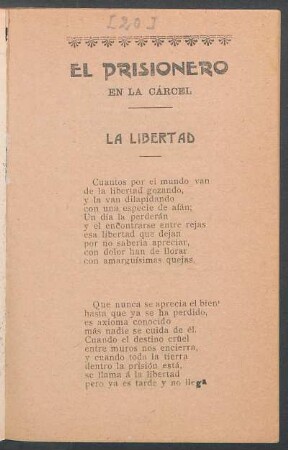 [20]
EL PRISIONERO
EN LA CÁRCEL
LA LIBERTAD
Cuantos por el mundo van
de la libertad gozando,
y la van dilapidando
con una especie de afán;
Un día la perderán
y el encontrarse entre rejas
esa libertad que dejan
por no saberla apreciar,
con dolor han de llorar
con amarguísimas quejas.
Que nunca se aprecia el bien
hasta que ya se ha perdido,
es axioma conocido
más nadie se cuida de él.
Cuando el destino crüel
entre muros nos encierra,
y cuando toda la tierra
dentro la prisión está,
se llama á la libertad
pero ya es tarde y no llega